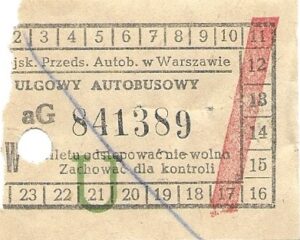 1 2 3 4 5 6 7 8 9 10 11
jsk. Przeds. Autob. w Warszawie 12
ULGOWY AUTOBUSOWY
13
aG 841389 14
W iletu odstępować nie wolno 15
Zachować dla kontroli
23 22 21 20 19 18 17 16
U